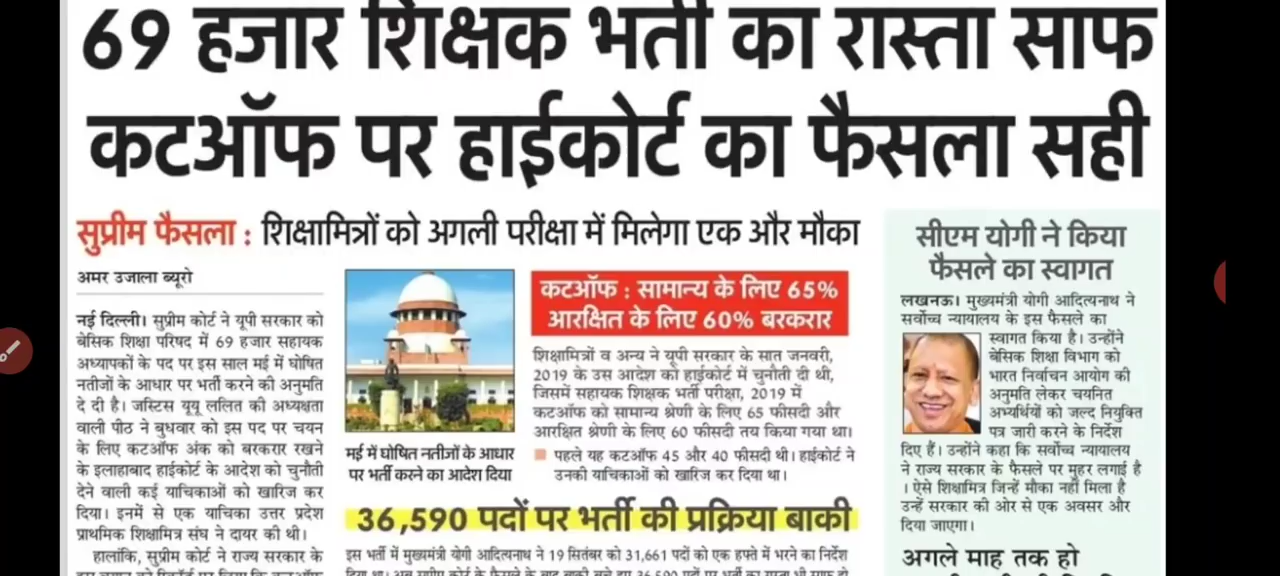 69 हजार शिक्षक भर्ती का रास्ता साफ
कटऑफ पर हाईकोर्ट का फैसला सही
सुप्रीम फैसला : शिक्षामित्रों को अगली परीक्षा में मिलेगा एक और मौका
अमर उजाला ब्यूरो
नई दिल्ली। सुप्रीम कोर्ट ने यूपी सरकार को
बेसिक शिक्षा परिषद में 69 हजार सहायक
अध्यापकों के पद पर इस साल मई में घोषित
नतीजों के आधार पर भर्ती करने की अनुमति
दे दी है। जस्टिस यूयू ललित की अध्यक्षता
वाली पीठ ने बुधवार को इस पद पर चयन
के लिए कटऑफ अंक को बरकरार रखने
के इलाहाबाद हाईकोर्ट के आदेश को चुनौती
देने वाली कई याचिकाओं को खारिज कर
दिया। इनमें से एक याचिका उत्तर प्रदेश
प्राथमिक शिक्षामित्र संघ ने दायर की थी।
हालांकि, सुप्रीम कोर्ट ने राज्य सरकार के
मई में घोषित नतीजों के आधार
पर भर्ती करने का आदेश दिया
कटऑफ : सामान्य के लिए 65%
आरक्षित के लिए 60% बरकरार
शिक्षामित्रों व अन्य ने यूपी सरकार के सात जनवरी,
2019 के उस आदेश को हाईकोर्ट में चुनौती दी थी,
जिसमें सहायक शिक्षक भर्ती परीक्षा, 2019 में
कटऑफ को सामान्य श्रेणी के लिए 65 फीसदी और
आरक्षित श्रेणी के लिए 60 फीसदी तय किया गया था।
पहले यह कटऑफ 45 और 40 फीसदी थी। हाईकोर्ट ने
उनकी याचिकाओं को खारिज कर दिया था।
36,590 पदों पर भर्ती की प्रक्रिया बाकी
इस भर्ती में मुख्यमंत्री योगी आदित्यनाथ ने 19 सितंबर को 31,661 पदों को एक हफ्ते में भरने का निर्देश
सीएम योगी ने किया
फैसले का स्वागत
लखनऊ। मुख्यमंत्री योगी आदित्यनाथ ने
सर्वोच्च न्यायालय के इस फैसले का
स्वागत किया है। उन्होंने
बेसिक शिक्षा विभाग को
भारत निर्वाचन आयोग की
अनुमति लेकर चयनित
अभ्यर्थियों को जल्द नियुक्ति
पत्र जारी करने के निर्देश
दिए हैं। उन्होंने कहा कि सर्वोच्च न्यायालय
ने राज्य सरकार के फैसले पर मुहर लगाई है
। ऐसे शिक्षामित्र जिन्हें मौका नहीं मिला है
उन्हें सरकार की ओर से एक अवसर और
दिया जाएगा।
अगले माह तक हो